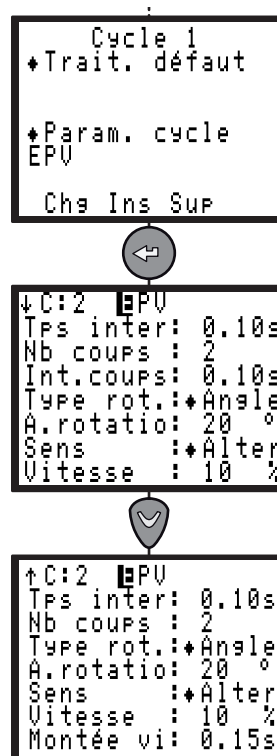 Cycle 1
♦Trait. défaut
♦Param. cycle
EPV
Chg Ins Sup
↓C:2 EPV
Tps inter: 0.10s
Nb coups : 2
Int.coups: 0.10s
Type rot.:♦Angle
A.rotatio: 20 °
Sens :♦Alter
Vitesse : 10 %
↑C:2 EPV
Tps inter: 0.10s
Nb coups : 2
Type rot.:♦Angle
A.rotatio: 20 °
Sens :♦Alter
Vitesse : 10 %
Montée vi: 0.15s